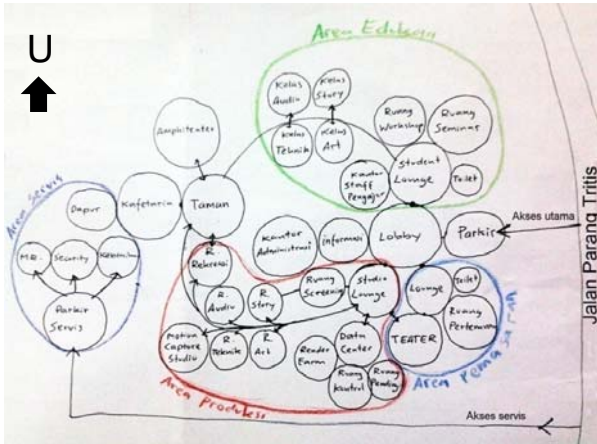 Area Edukasi
U
Kelas
Audio
Kelas
Story
Ruang
Workshop
Ruang
Seminar
Amphiteater
Kelas
Teknik
Kelas
Art
Student
Lounge
Kantor
Staff
Pengajar
Toilet
Area Servis
Dapur
Kafetaria
Taman
Kantor
Administrasi
informasi
Lobby
Parkir
Akses utama
Jalan Parang Tritis
M.E.
Security
R.
Rekreasi
Ruang
Screening
Studio
Lounge
Lounge
Toilet
Parkir
Servis
R.
Audio
R.
Story
Ruang
Pertemuan
Motion
Capture
Studio
R.
Teknik
R.
Art
Data
Center
TEATER
Render
Farm
Ruang
Kontrol
Ruang
Area Pemasaran
Area Produksi
Akses servis